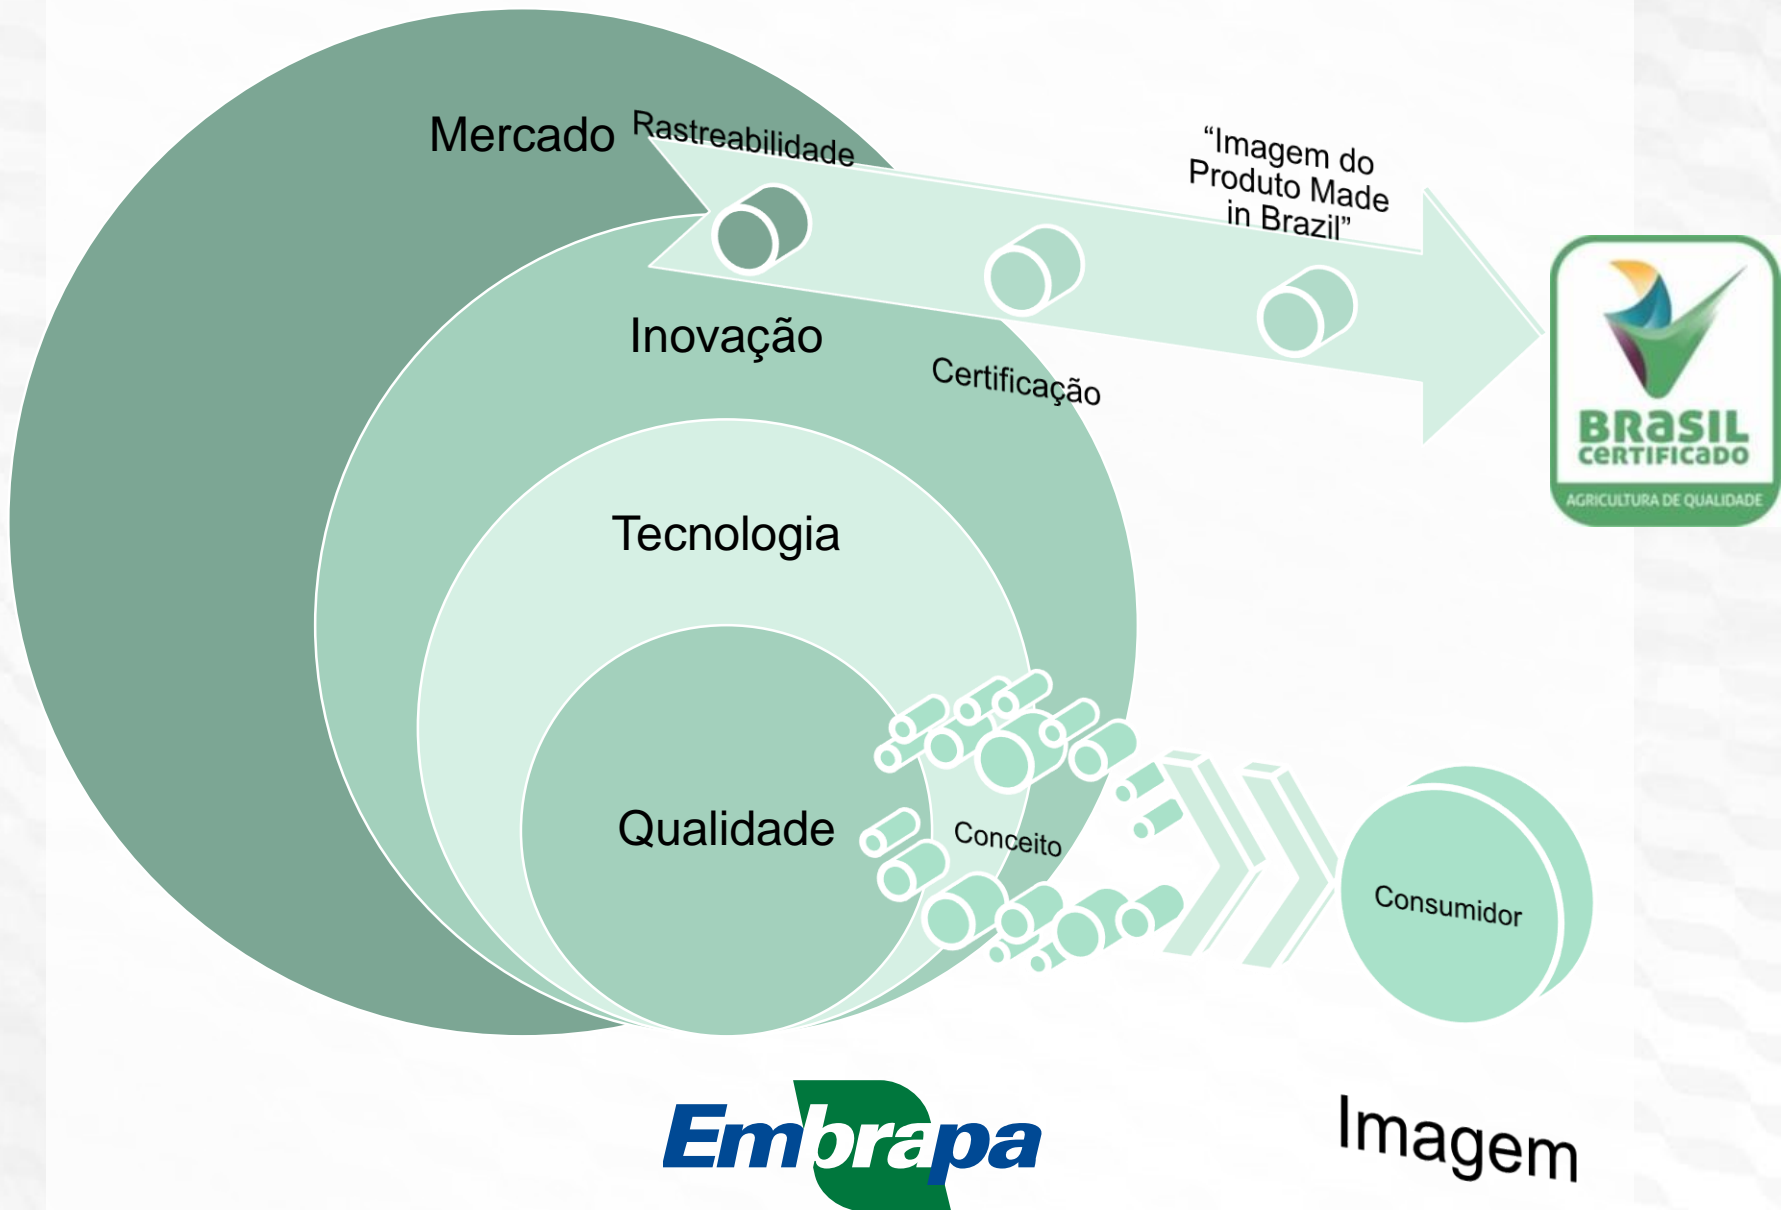 Mercado
Rastreabilidade
“Imagem do
Produto Made
in Brazil”
Inovação
Certificação
BRaSIL
CeRTIFICaDO
AGRICULTURA DE QUALIDADE
Tecnologia
Qualidade
Conceito
Consumidor
Embrapa
Imagem